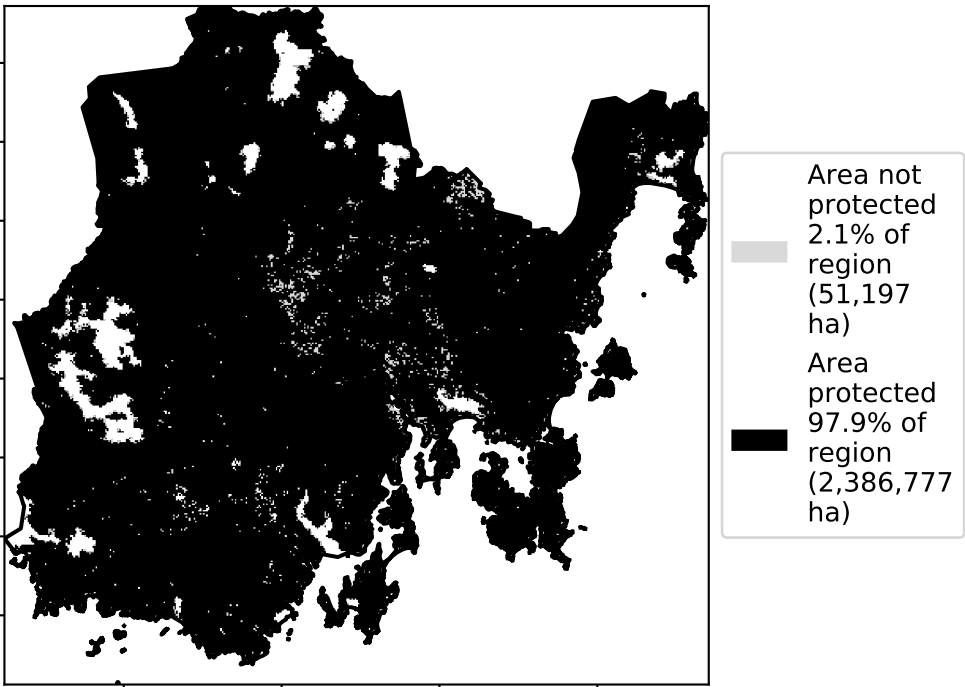 Area not
protected
2.1% of
region
(51,197
ha)
Area
protected
97.9% of
region
(2,386,777
ha)